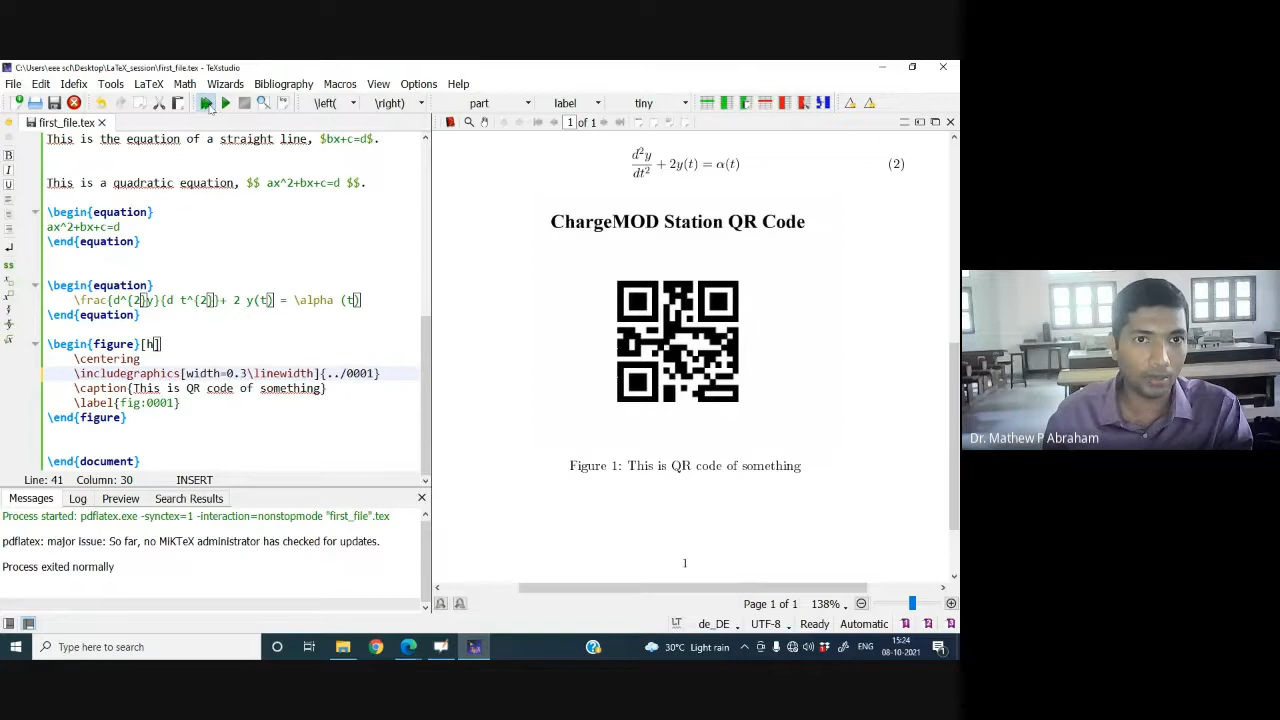 C:\Users\eee scl\Desktop\LaTeX_session\first_file.tex - TeXstudio
File Edit Idefix Tools LaTeX Math Wizards Bibliography Macros View Options Help
\left( \right) part label tiny
first_file.tex
1 of 1
This is the equation of a straight line, $bx+c=d$.
This is a quadratic equation, $$ ax^2+bx+c=d $$.
\begin{equation}
ax^2+bx+c=d
\end{equation}
\begin{equation}
\frac{d^{2}y}{d t^{2}}+ 2 y(t) = \alpha (t)
\end{equation}
\begin{figure}[h]
\centering
\includegraphics[width=0.3\linewidth]{../0001}
\caption{This is QR code of something}
\label{fig:0001}
\end{figure}
\end{document}
Line: 41 Column: 30 INSERT
Messages Log Preview Search Results
Process started: pdflatex.exe -synctex=1 -interaction=nonstopmode "first_file".tex
pdflatex: major issue: So far, no MiKTeX administrator has checked for updates.
Process exited normally
d²y/dt² + 2y(t) = α(t) (2)
ChargeMOD Station QR Code
Figure 1: This is QR code of something
1
Page 1 of 1 138%
LT de_DE UTF-8 Ready Automatic
Type here to search
30°C Light rain
ENG
15:24
08-10-2021
Dr. Mathew P Abraham